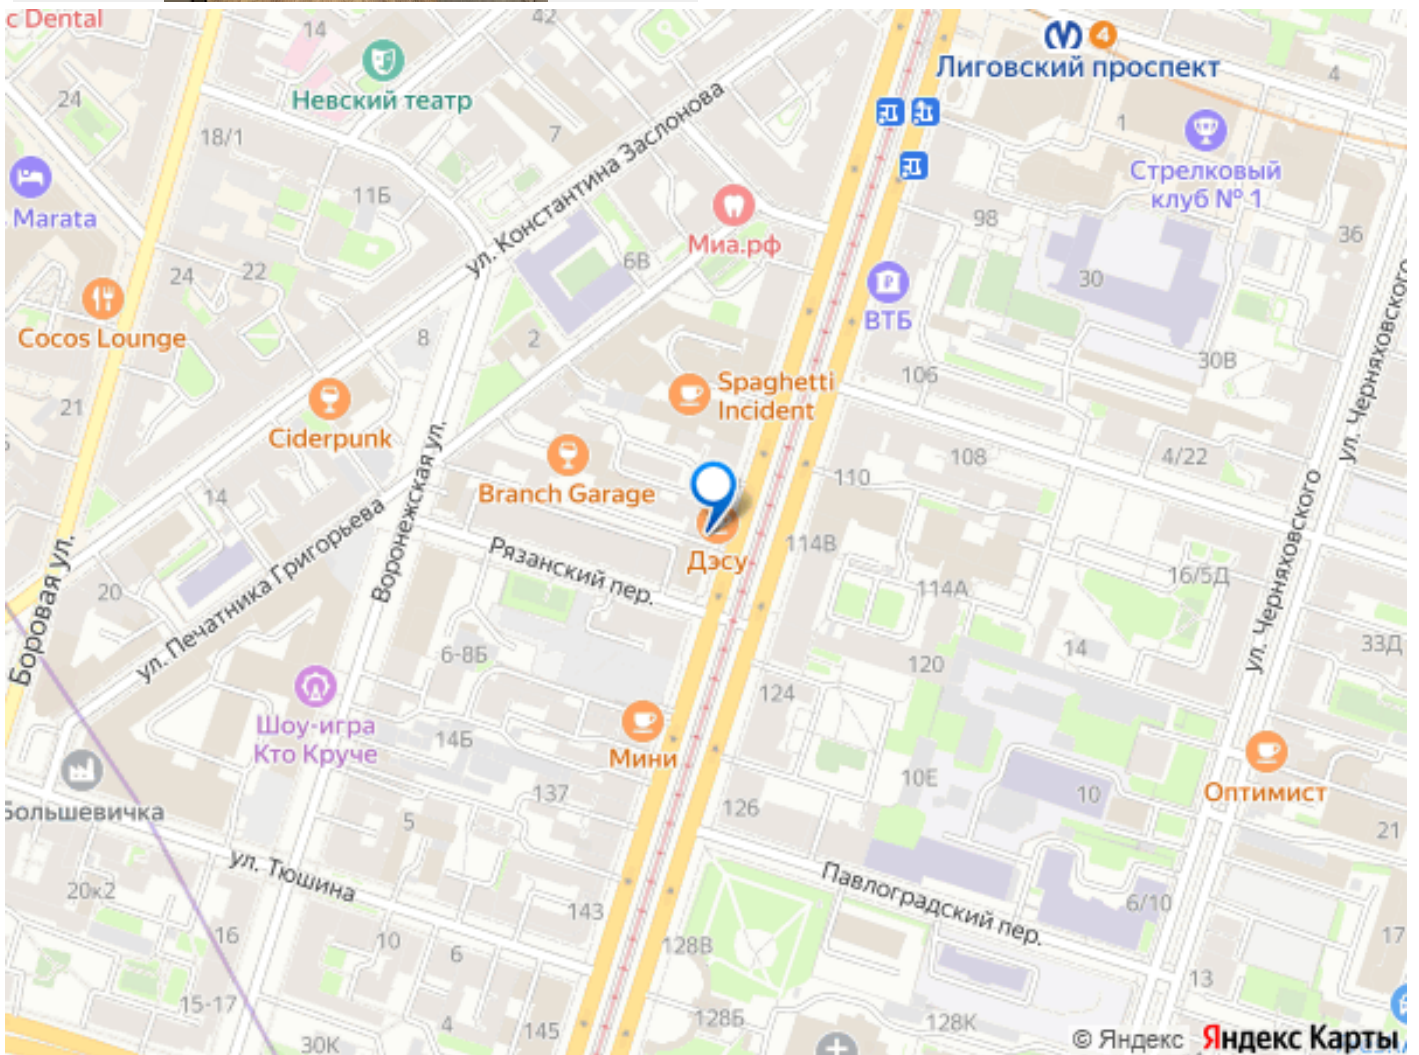 c Dental
42
14
4
Лиговский проспект
4
Невский театр
24
18/1
7
ул. Константина Заслонова
1
Стрелковый
клуб № 1
11Б
Marata
98
36
Миа.рф
6В
24
22
30
ВТБ
Cocos Lounge
8
2
30В
106
ул. Черняховского
Spaghetti
Incident
21
Ciderpunk
108
4/22
110
Branch Garage
14
Воронежская ул.
ул. Печатника Григорьева
Рязанский пер.
Дэсу
114В
114А
16/5Д
20
Боровая ул.
ул. Черняховского
6-8Б
120
14
33Д
124
Шоу-игра
Кто Круче
14Б
Мини
10Е
10
Оптимист
137
126
Большевичка
5
21
ул. Тюшина
Павлоградский пер.
20к2
143
6/10
16
10
6
128В
17
13
15-17
4
145
128Б
128К
30К
© Яндекс Яндекс Карты